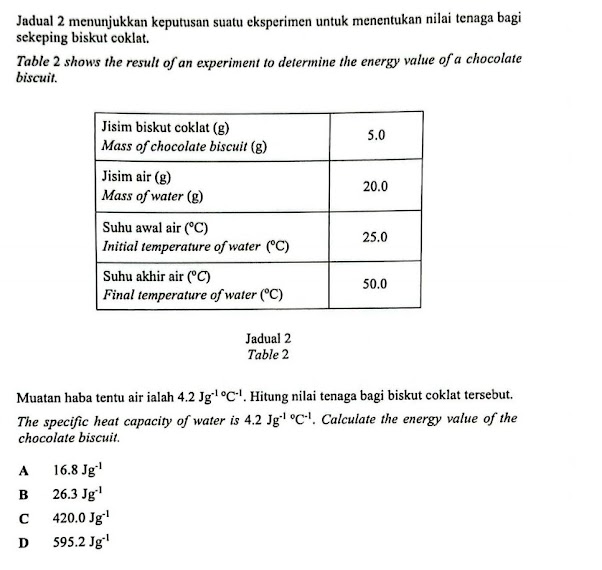 Jadual 2 menunjukkan keputusan suatu eksperimen untuk menentukan nilai tenaga bagi
sekeping biskut coklat.
Table 2 shows the result of an experiment to determine the energy value of a chocolate
biscuit.
Jisim biskut coklat (g)
Mass of chocolate biscuit (g)
5.0
Jisim air (g)
Mass of water (g)
20.0
Suhu awal air (⁰C)
Initial temperature of water (⁰C)
25.0
Suhu akhir air (⁰C)
Final temperature of water (⁰C)
50.0
Jadual 2
Table 2
Muatan haba tentu air ialah 4.2 Jg⁻¹ ⁰C⁻¹. Hitung nilai tenaga bagi biskut coklat tersebut.
The specific heat capacity of water is 4.2 Jg⁻¹ ⁰C⁻¹. Calculate the energy value of the
chocolate biscuit.
A 16.8 Jg⁻¹
B 26.3 Jg⁻¹
C 420.0 Jg⁻¹
D 595.2 Jg⁻¹